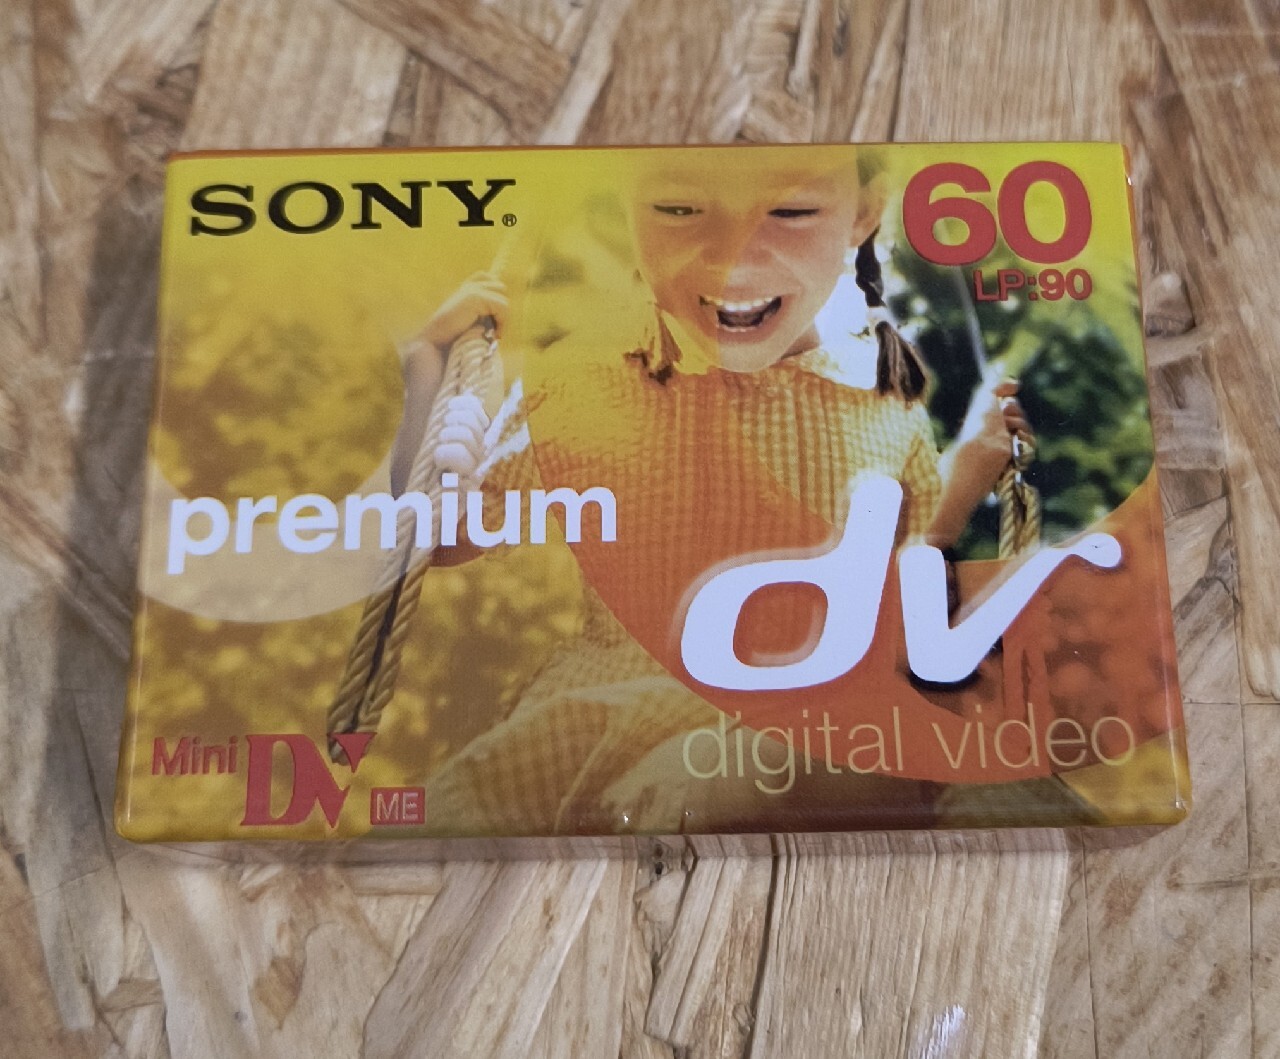 SONY®
60
LP:90
premium
dv
digital video
Mini DV ME